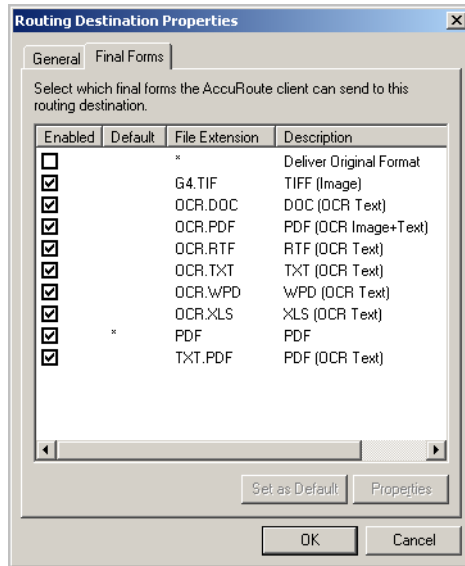 Routing Destination Properties
General Final Forms
Select which final forms the AccuRoute client can send to this
routing destination.
Enabled Default File Extension Description
* Deliver Original Format
G4.TIF TIFF (Image)
OCR.DOC DOC (OCR Text)
OCR.PDF PDF (OCR Image+Text)
OCR.RTF RTF (OCR Text)
OCR.TXT TXT (OCR Text)
OCR.WPD WPD (OCR Text)
OCR.XLS XLS (OCR Text)
* PDF PDF
TXT.PDF PDF (OCR Text)
Set as Default Properties
OK Cancel